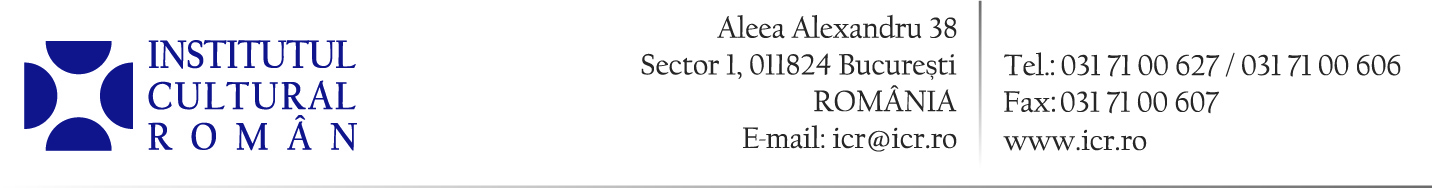 INSTITUTUL
CULTURAL
ROMÂN
Aleea Alexandru 38
Sector 1, 011824 București
ROMÂNIA
E-mail: icr@icr.ro
Tel.: 031 71 00 627 / 031 71 00 606
Fax: 031 71 00 607
www.icr.ro